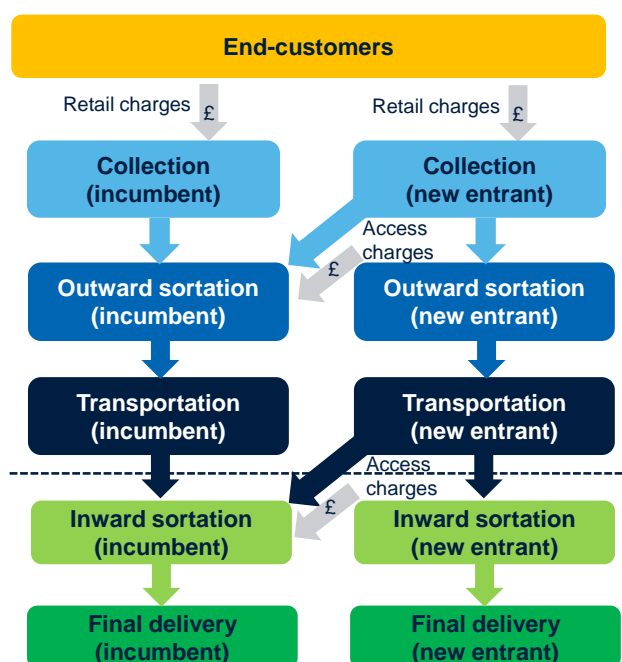 End-customers
Retail charges £
Retail charges £
Collection
(incumbent)
Collection
(new entrant)
Access
charges
£
Outward sortation
(incumbent)
Outward sortation
(new entrant)
Transportation
(incumbent)
Transportation
(new entrant)
Access
charges
£
Inward sortation
(incumbent)
Inward sortation
(new entrant)
Final delivery
(incumbent)
Final delivery
(new entrant)